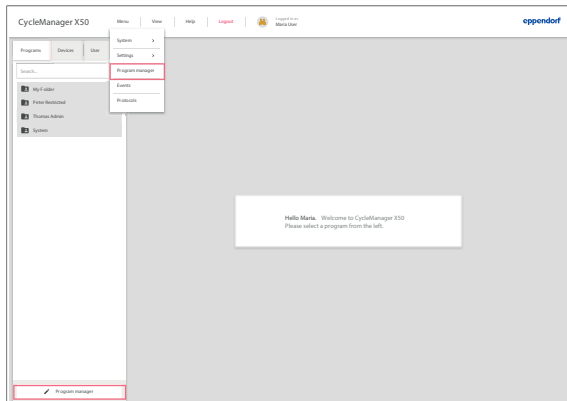 CycleManager X50
Menu
View
Help
Logout
Logged in as
Maria User
eppendorf
Programs
Devices
User
System
Settings
Program manager
Events
Protocols
Search...
My Folder
Peter Restricted
Thomas Admin
System
Hello Maria. Welcome to CycleManager X50
Please select a program from the left.
Program manager